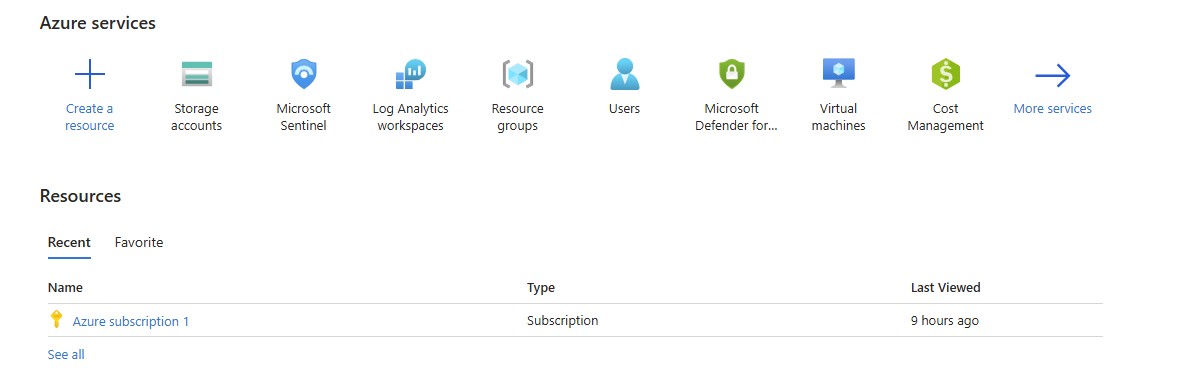 Azure services
Create a
resource
Storage
accounts
Microsoft
Sentinel
Log Analytics
workspaces
Resource
groups
Users
Microsoft
Defender for...
Virtual
machines
Cost
Management
More services
Resources
Recent Favorite
Name Type Last Viewed
Azure subscription 1 Subscription 9 hours ago
See all